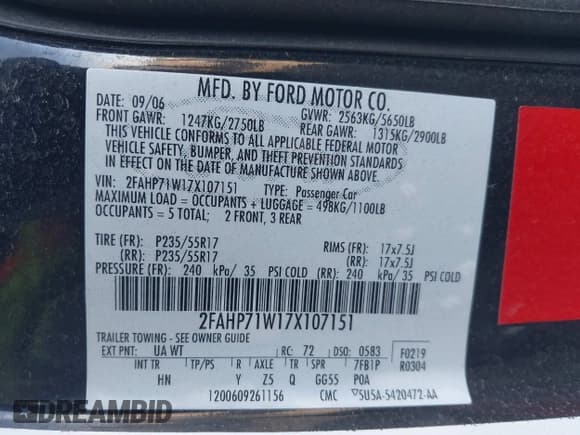 MFD. BY FORD MOTOR CO.
DATE: 09/06 GVWR: 2563KG/5650LB
FRONT GAWR: 1247KG/2750LB REAR GAWR: 1315KG/2900LB
THIS VEHICLE CONFORMS TO ALL APPLICABLE FEDERAL MOTOR
VEHICLE SAFETY, BUMPER, AND THEFT PREVENTION STANDARDS
IN EFFECT ON THE DATE OF MANUFACTURE SHOWN ABOVE.
VIN: 2FAHP71W17X107151 TYPE: Passenger Car
MAXIMUM LOAD = OCCUPANTS + LUGGAGE = 498KG/1100LB
OCCUPANTS = 5 TOTAL; 2 FRONT, 3 REAR
TIRE (FR): P235/55R17 RIMS (FR): 17x7.5J
(RR): P235/55R17 (RR): 17x7.5J
PRESSURE (FR): 240 kPa/ 35 PSI COLD (RR): 240 kPa/ 35 PSI COLD
2FAHP71W17X107151
TRAILER TOWING - SEE OWNER GUIDE
EXT PNT: UA WT RC: 72 DSO: 0583 F0219
INT TR TP/PS R AXLE TR SPR 7FB1P R0304
HN Y Z5 Q GG55 POA
1200609261156 CMC 5U5A-5420472-AA
DREAMBID